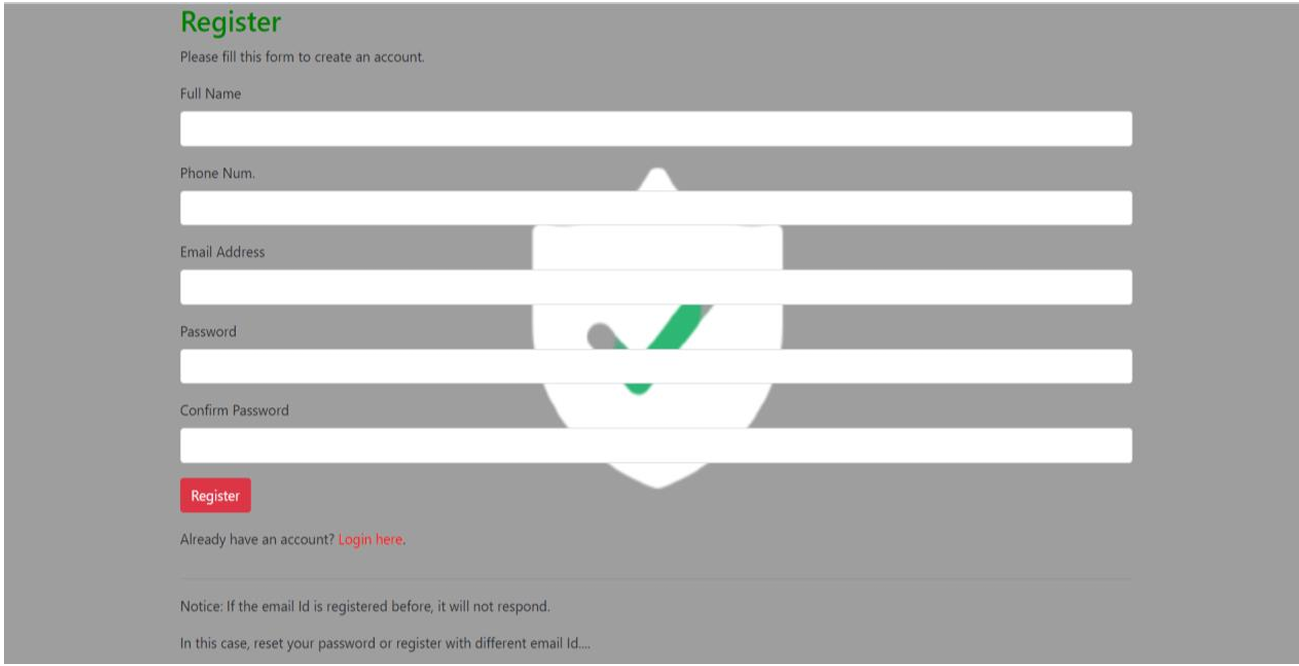 Register
Please fill this form to create an account.
Full Name
Phone Num.
Email Address
Password
Confirm Password
Register
Already have an account? Login here.
Notice: If the email Id is registered before, it will not respond.
In this case, reset your password or register with different email Id....